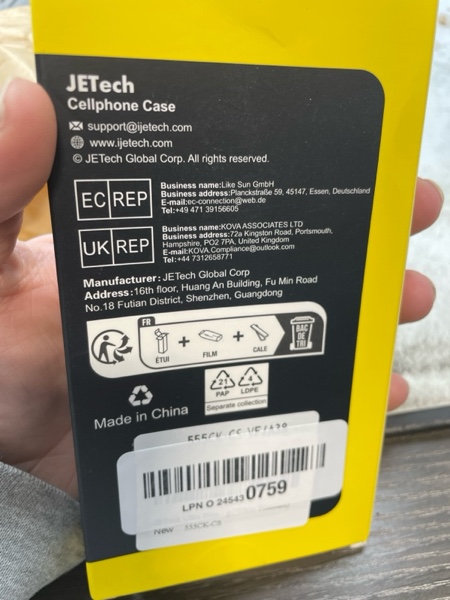 JETech
Cellphone Case
support@ijetech.com
www.ijetech.com
© JETech Global Corp. All rights reserved.
EC REP
Business name:Like Sun GmbH
Business address:Planckstraße 59, 45147, Essen, Deutschland
E-mail:ec-connection@web.de
Tel:+49 471 39156605
UK REP
Business name:KOVA ASSOCIATES LTD
Business address:72a Kingston Road, Portsmouth,
Hampshire, PO2 7PA, United Kingdom
E-mail:KOVA.Compliance@outlook.com
Tel:+44 7312658771
Manufacturer:JETech Global Corp
Address:16th floor, Huang An Building, Fu Min Road
No.18 Futian District, Shenzhen, Guangdong
FR
ÉTUI + FILM + CALE
BAC DE TRI
21 PAP
4 LDPE
Separate collection
Made in China
LPN O 24543 0759
New 555CK-CS